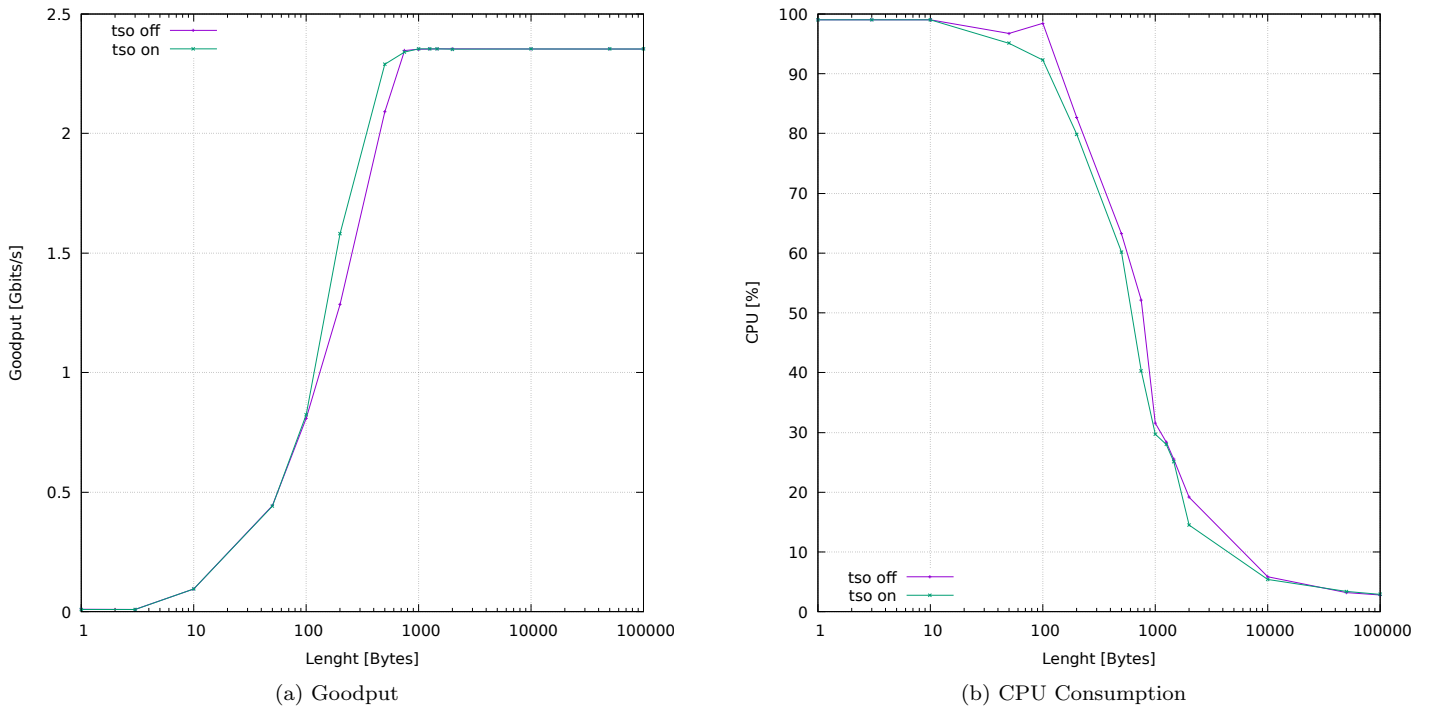 2.5
2
1.5
1
0.5
0
Goodput [Gbits/s]
tso off
tso on
1 10 100 1000 10000 100000
Lenght [Bytes]
(a) Goodput
100
90
80
70
60
50
40
30
20
10
0
CPU [%]
tso off
tso on
1 10 100 1000 10000 100000
Lenght [Bytes]
(b) CPU Consumption